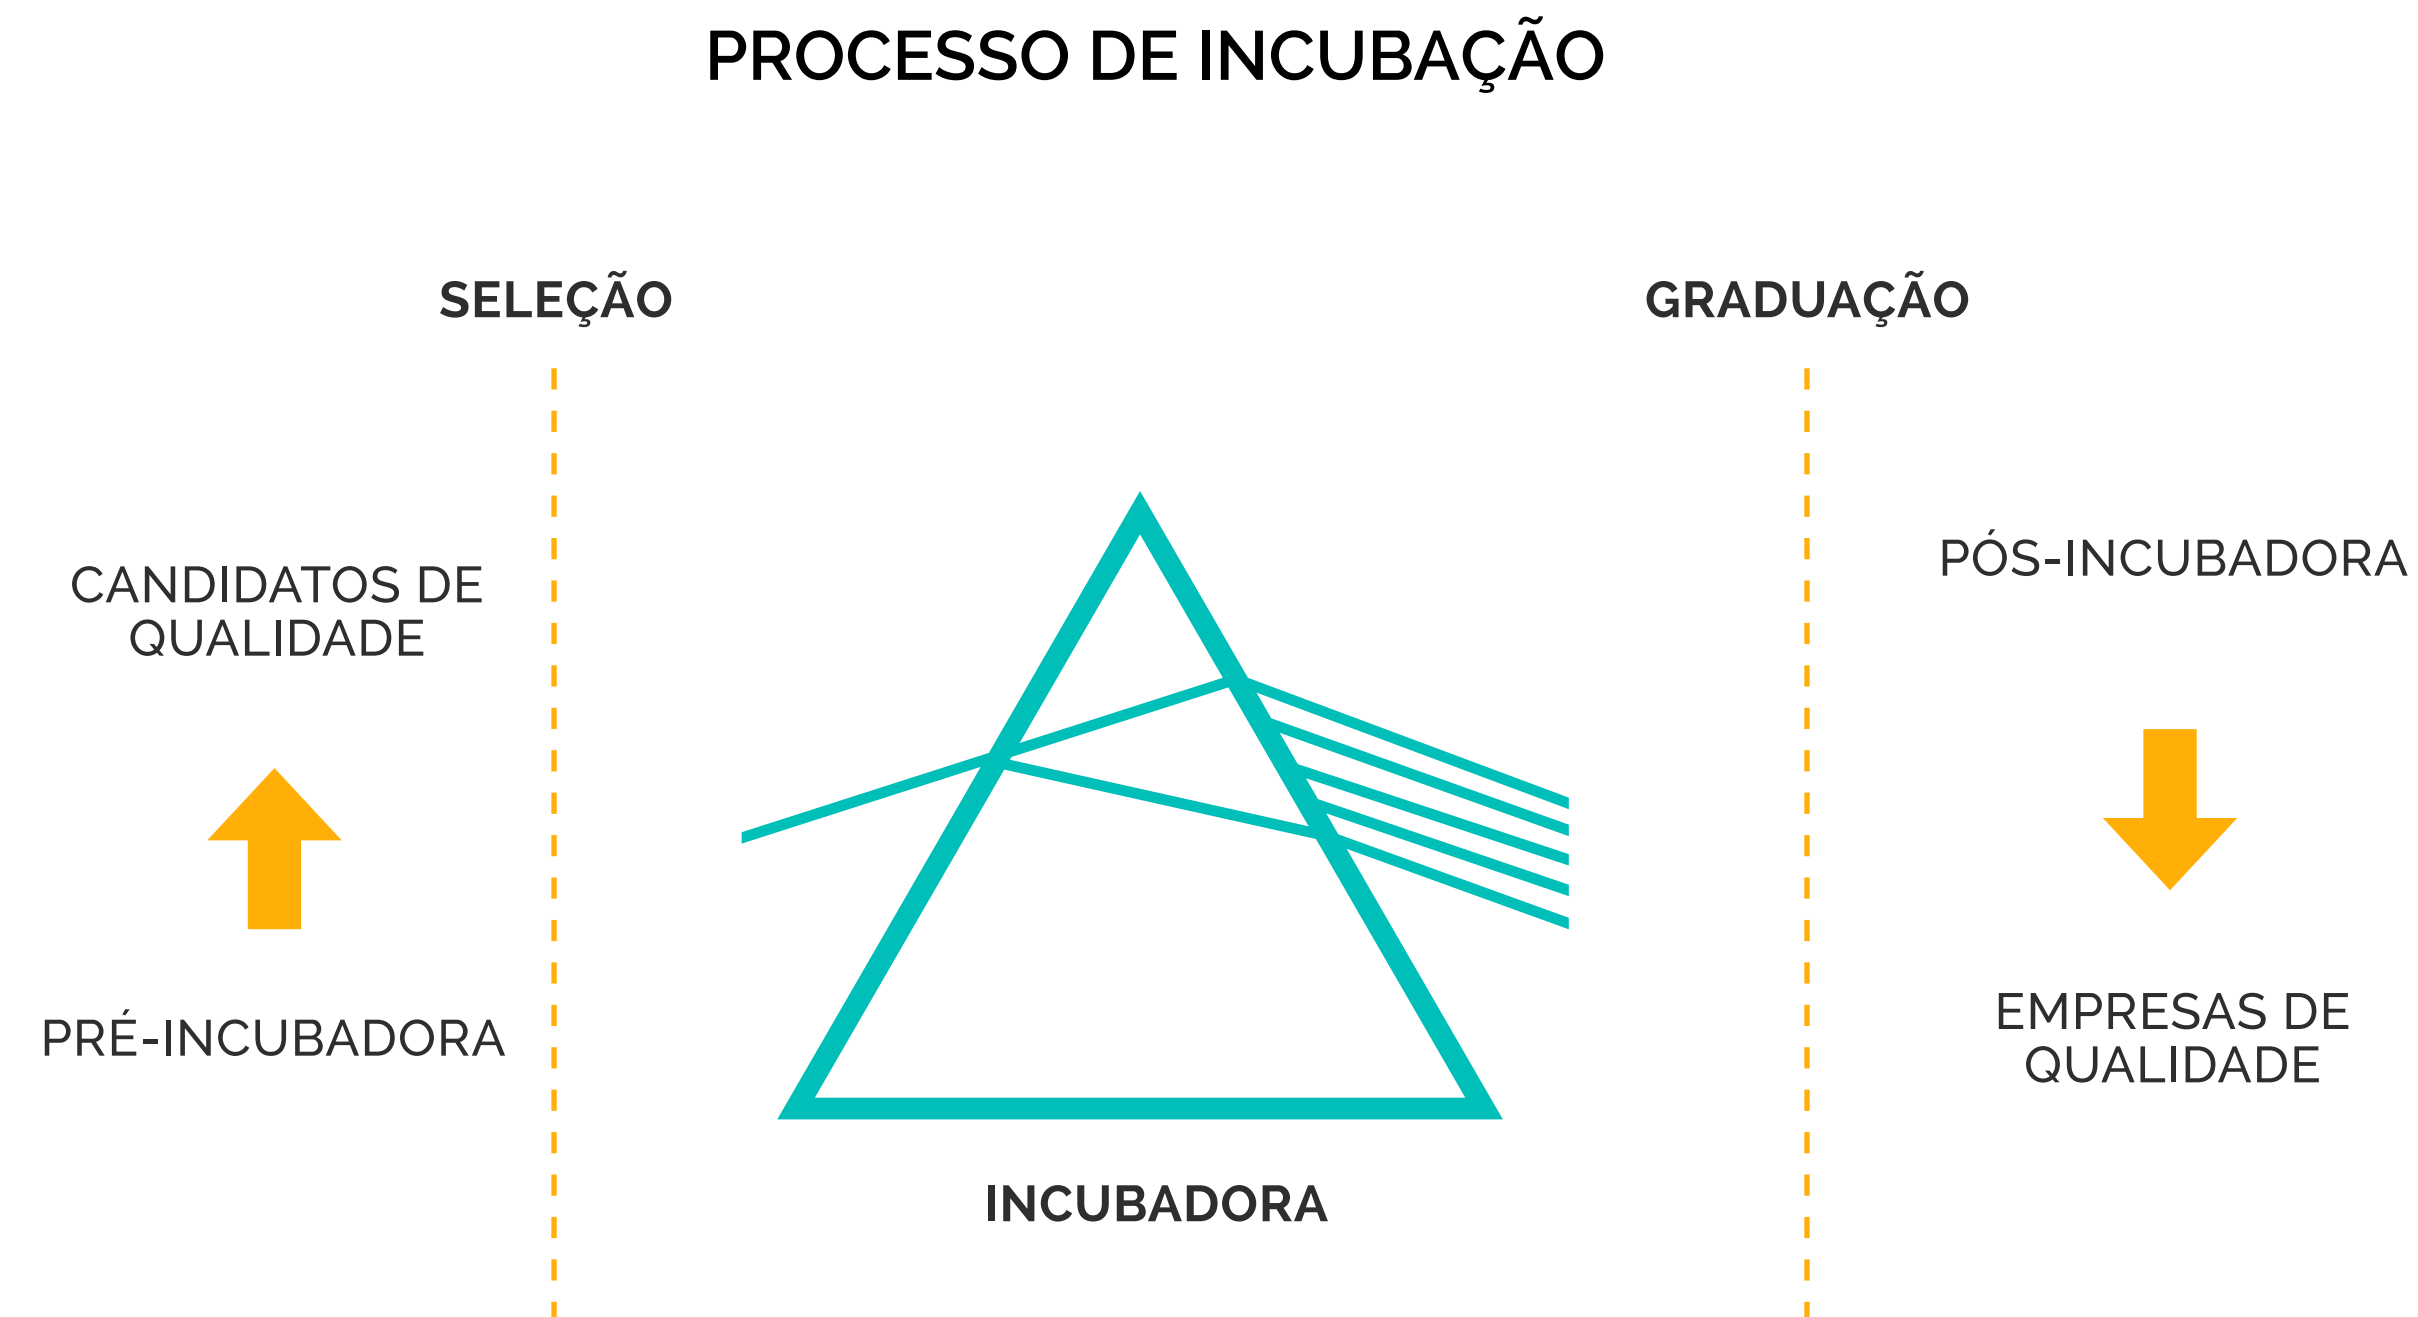 PROCESSO DE INCUBAÇÃO
SELEÇÃO
GRADUAÇÃO
CANDIDATOS DE
QUALIDADE
PRÉ-INCUBADORA
INCUBADORA
PÓS-INCUBADORA
EMPRESAS DE
QUALIDADE